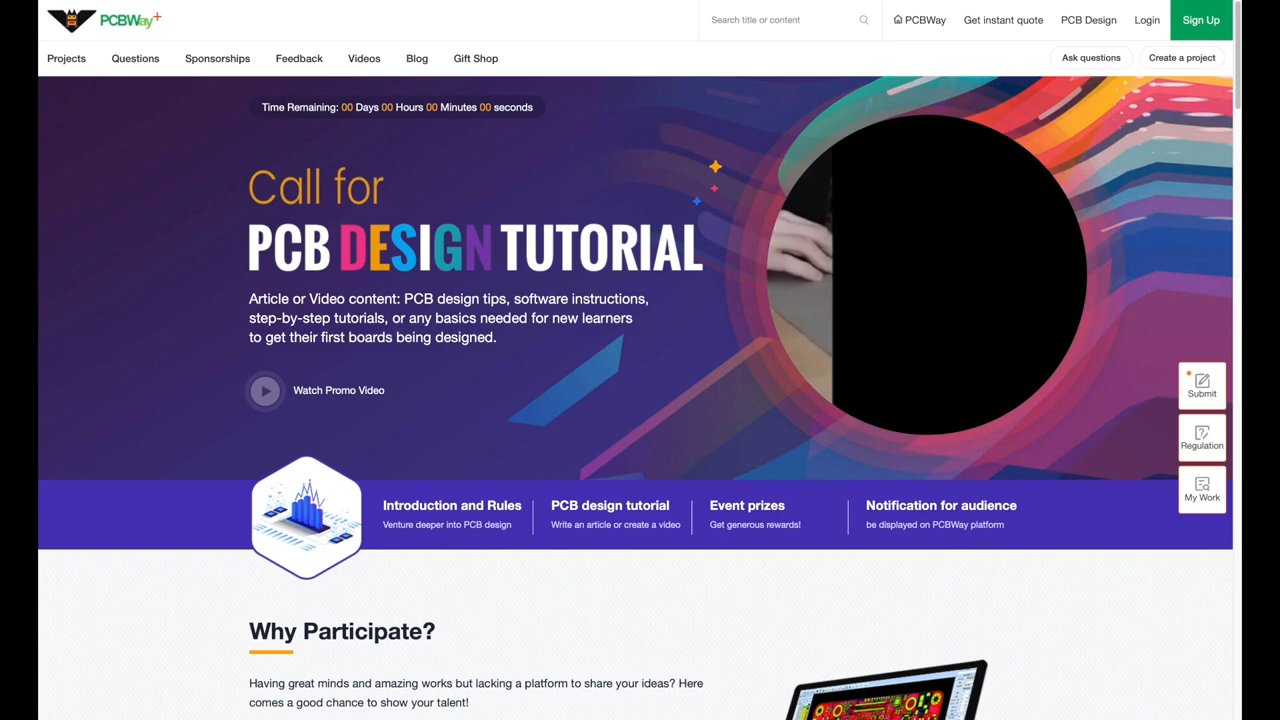 PCBWay+
Search title or content
PCBWay
Get instant quote
PCB Design
Login
Sign Up
Projects
Questions
Sponsorships
Feedback
Videos
Blog
Gift Shop
Ask questions
Create a project
Time Remaining: 00 Days 00 Hours 00 Minutes 00 seconds
Call for
PCB DESIGN TUTORIAL
Article or Video content: PCB design tips, software instructions,
step-by-step tutorials, or any basics needed for new learners
to get their first boards being designed.
Watch Promo Video
Submit
Regulation
My Work
Introduction and Rules
Venture deeper into PCB design
PCB design tutorial
Write an article or create a video
Event prizes
Get generous rewards!
Notification for audience
be displayed on PCBWay platform
Why Participate?
Having great minds and amazing works but lacking a platform to share your ideas? Here
comes a good chance to show your talent!